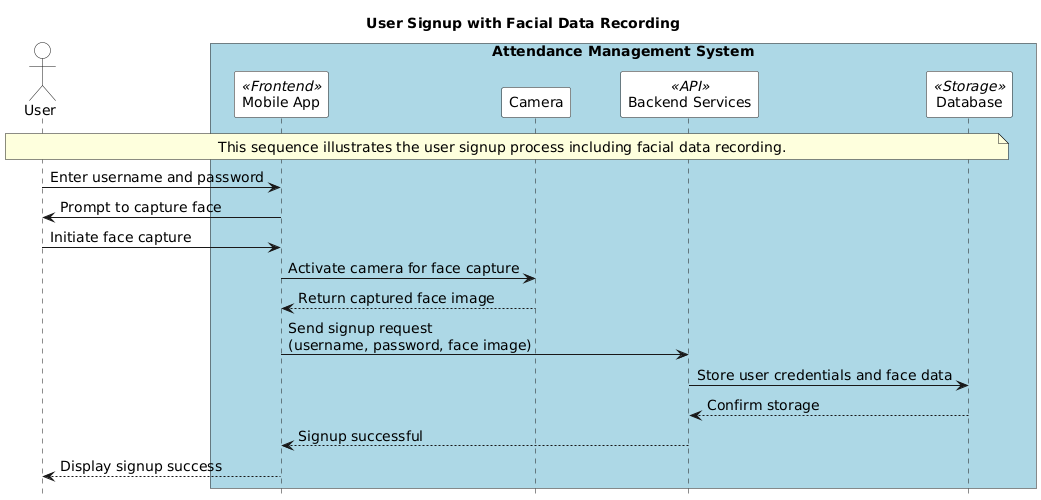 User Signup with Facial Data Recording
Attendance Management System
User
«Frontend»
Mobile App
Camera
«API»
Backend Services
«Storage»
Database
This sequence illustrates the user signup process including facial data recording.
Enter username and password
Prompt to capture face
Initiate face capture
Activate camera for face capture
Return captured face image
Send signup request
(username, password, face image)
Store user credentials and face data
Confirm storage
Signup successful
Display signup success